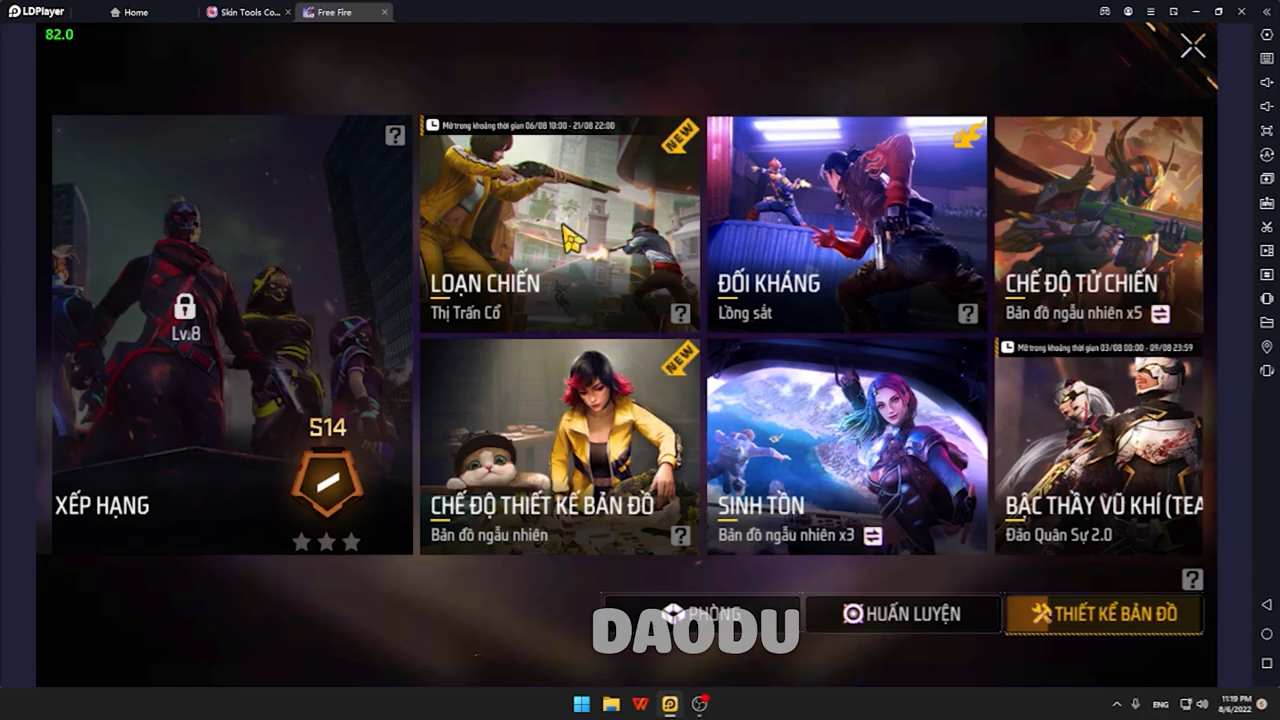 LDPlayer
Home
Skin Tools Co...
Free Fire
82.0
Mở trong khoảng thời gian 06/08 10:00 - 21/08 22:00
NEW
Lv.8
LOẠN CHIẾN
Thị Trấn Cổ
ĐỐI KHÁNG
Lồng sắt
CHẾ ĐỘ TỬ CHIẾN
Bản đồ ngẫu nhiên x5
NEW
Mở trong khoảng thời gian 03/08 00:00 - 09/08 23:59
514
XẾP HẠNG
CHẾ ĐỘ THIẾT KẾ BẢN ĐỒ
Bản đồ ngẫu nhiên
SINH TỒN
Bản đồ ngẫu nhiên x3
BẬC THẦY VŨ KHÍ (TEA
Đảo Quân Sự 2.0
PHÒNG
HUẤN LUYỆN
THIẾT KẾ BẢN ĐỒ
DAODU
ENG
11:19 PM
8/6/2022